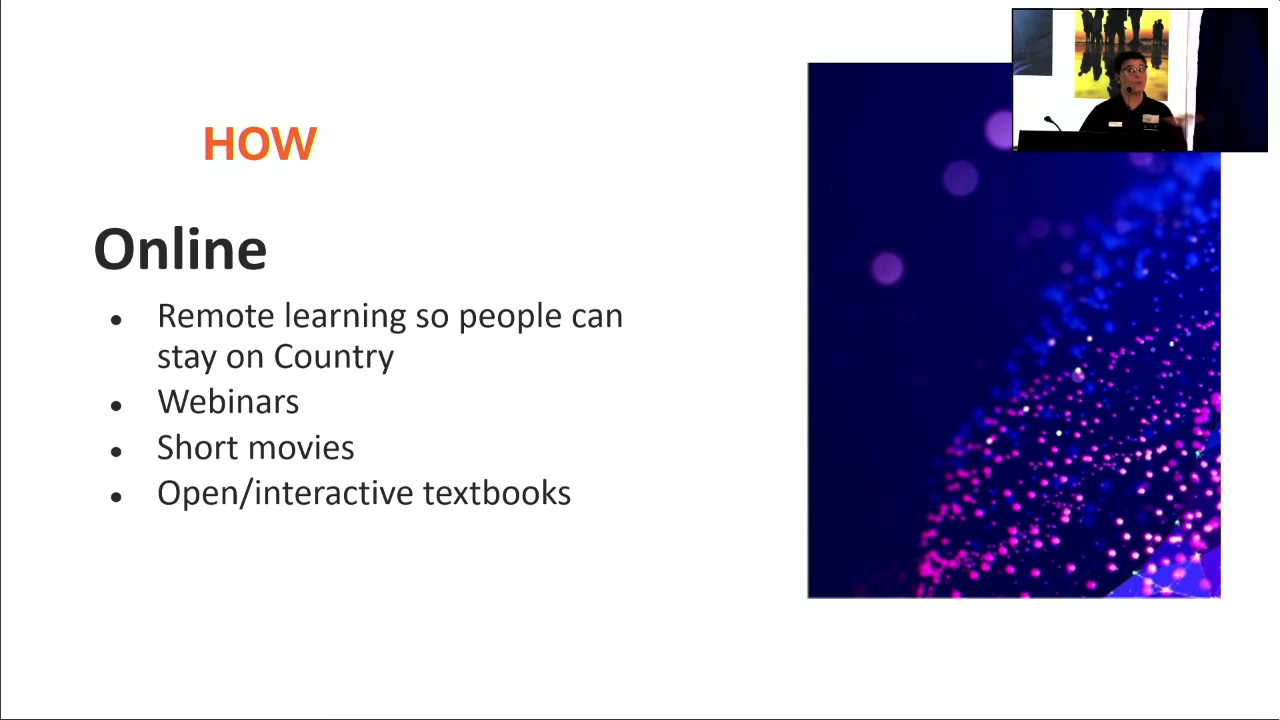 HOW
Online
• Remote learning so people can
stay on Country
• Webinars
• Short movies
• Open/interactive textbooks